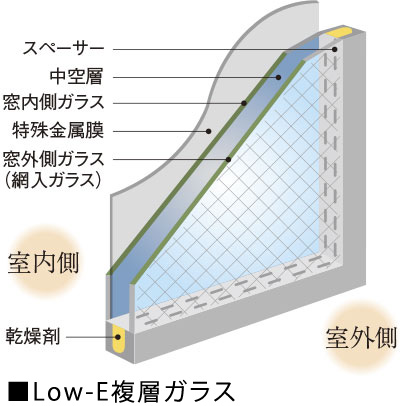 スペーサー
中空層
窓内側ガラス
特殊金属膜
窓外側ガラス
（網入ガラス）
室内側
乾燥剤
室外側
■Low-E複層ガラス